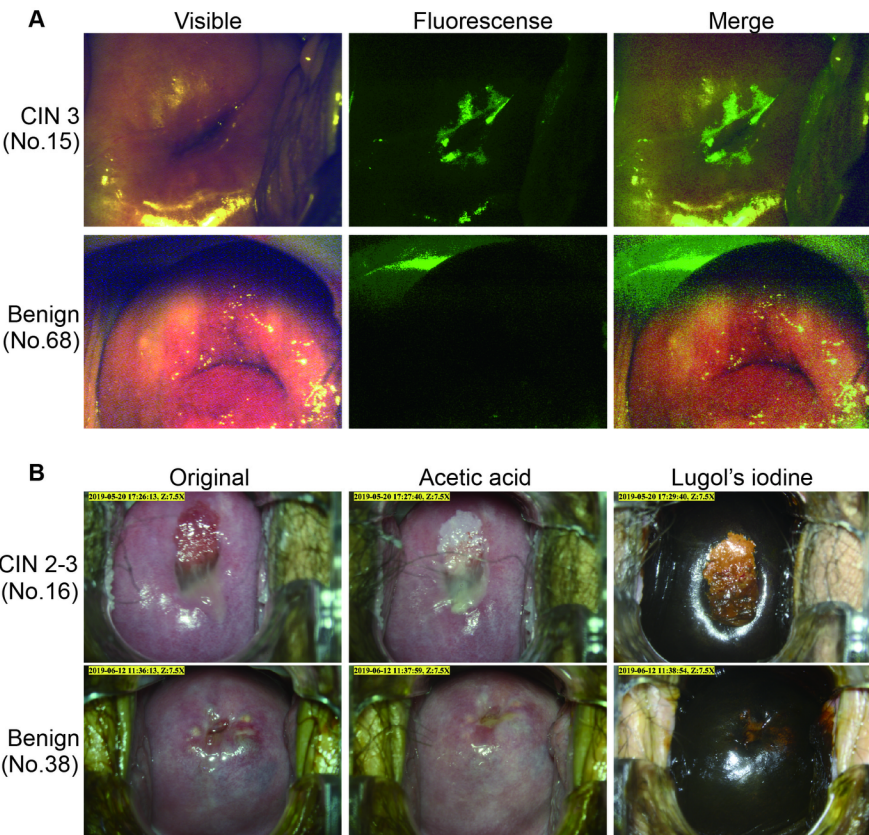 A
Visible
Fluorescense
Merge
CIN 3
(No.15)
Benign
(No.68)
B
Original
Acetic acid
Lugol's iodine
2019-05-20 17:26:13, Z:7.5X
2019-05-20 17:27:40, Z:7.5X
2019-05-20 17:29:40, Z:7.5X
CIN 2-3
(No.16)
2019-06-12 11:36:13, Z:7.5X
2019-06-12 11:37:59, Z:7.5X
2019-06-12 11:38:54, Z:7.5X
Benign
(No.38)